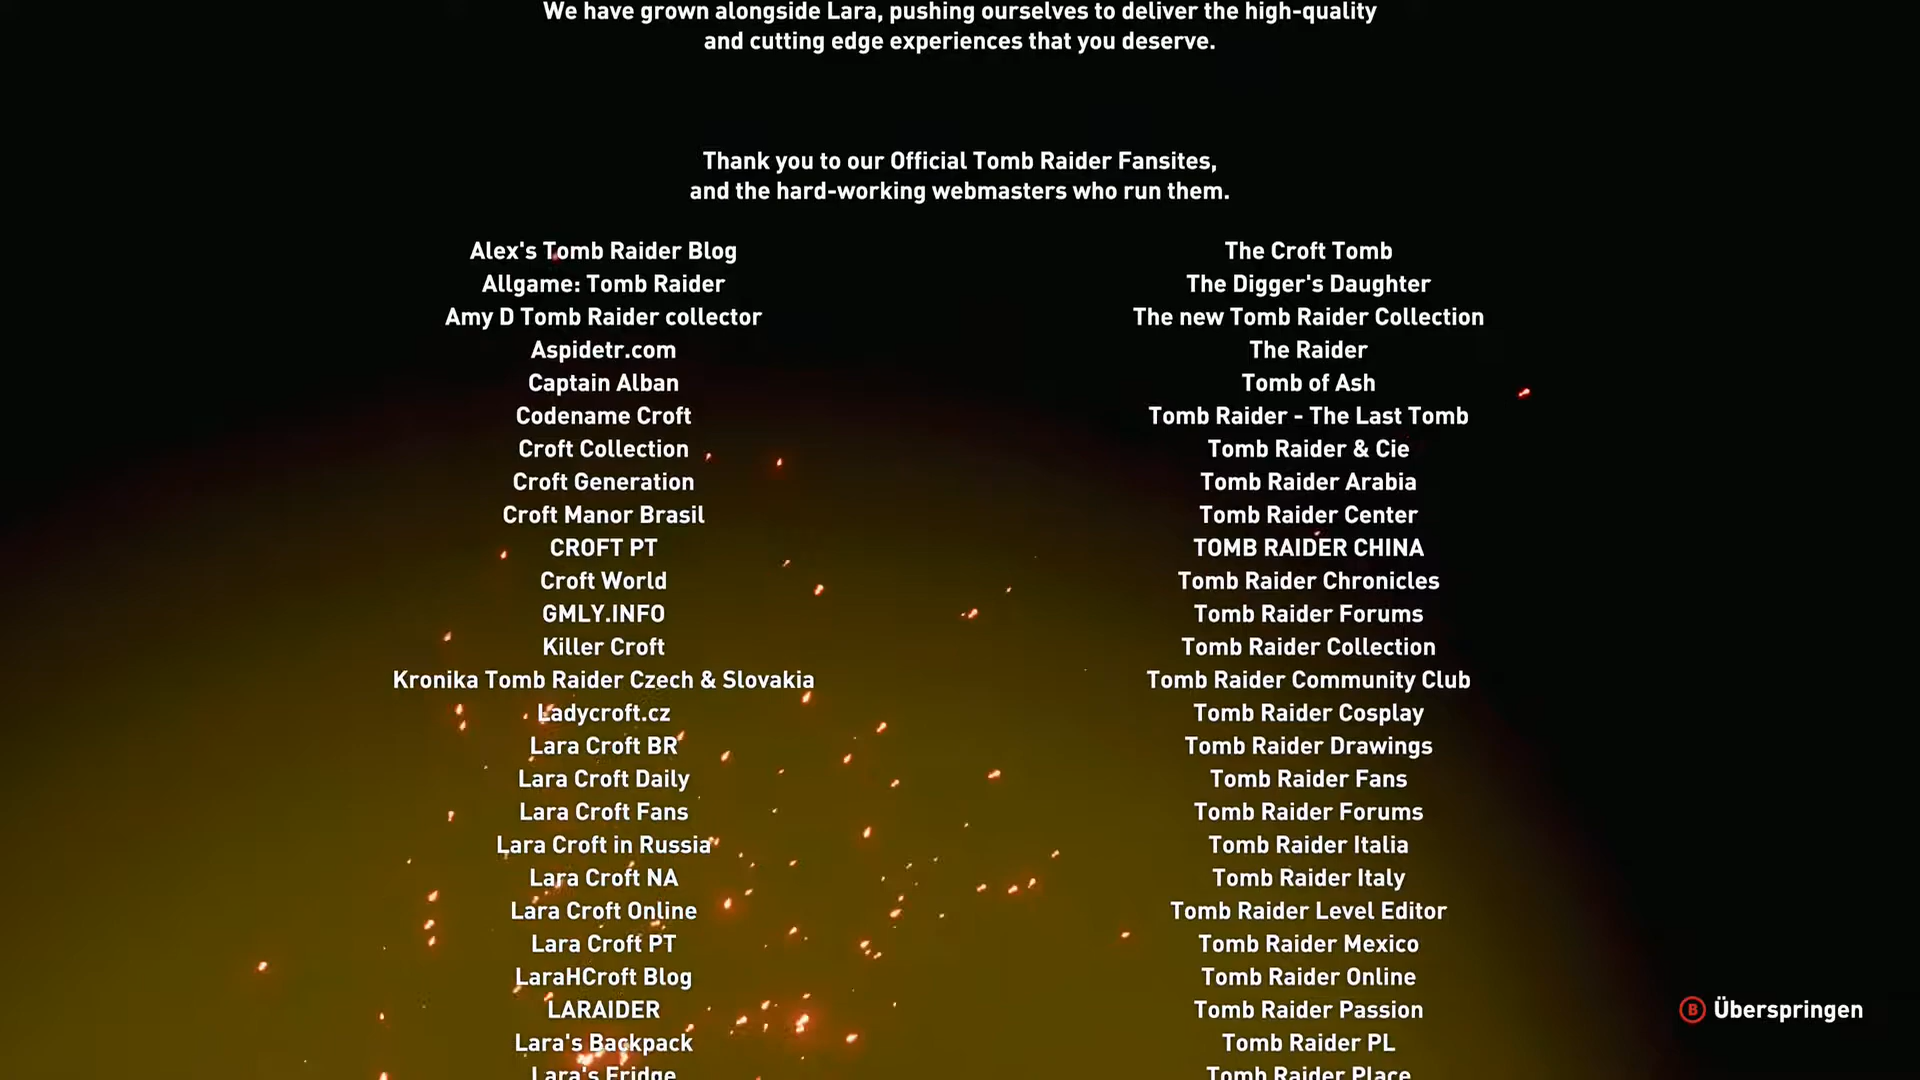 We have grown alongside Lara, pushing ourselves to deliver the high-quality
and cutting edge experiences that you deserve.
Thank you to our Official Tomb Raider Fansites,
and the hard-working webmasters who run them.
Alex's Tomb Raider Blog
Allgame: Tomb Raider
Amy D Tomb Raider collector
Aspidetr.com
Captain Alban
Codename Croft
Croft Collection
Croft Generation
Croft Manor Brasil
CROFT PT
Croft World
GMLY.INFO
Killer Croft
Kronika Tomb Raider Czech & Slovakia
Ladycroft.cz
Lara Croft BR
Lara Croft Daily
Lara Croft Fans
Lara Croft in Russia
Lara Croft NA
Lara Croft Online
Lara Croft PT
LaraHCroft Blog
LARAIDER
Lara's Backpack
Lara's Fridge
The Croft Tomb
The Digger's Daughter
The new Tomb Raider Collection
The Raider
Tomb of Ash
Tomb Raider - The Last Tomb
Tomb Raider & Cie
Tomb Raider Arabia
Tomb Raider Center
TOMB RAIDER CHINA
Tomb Raider Chronicles
Tomb Raider Forums
Tomb Raider Collection
Tomb Raider Community Club
Tomb Raider Cosplay
Tomb Raider Drawings
Tomb Raider Fans
Tomb Raider Forums
Tomb Raider Italia
Tomb Raider Italy
Tomb Raider Level Editor
Tomb Raider Mexico
Tomb Raider Online
Tomb Raider Passion
Tomb Raider PL
Tomb Raider Place
B Überspringen